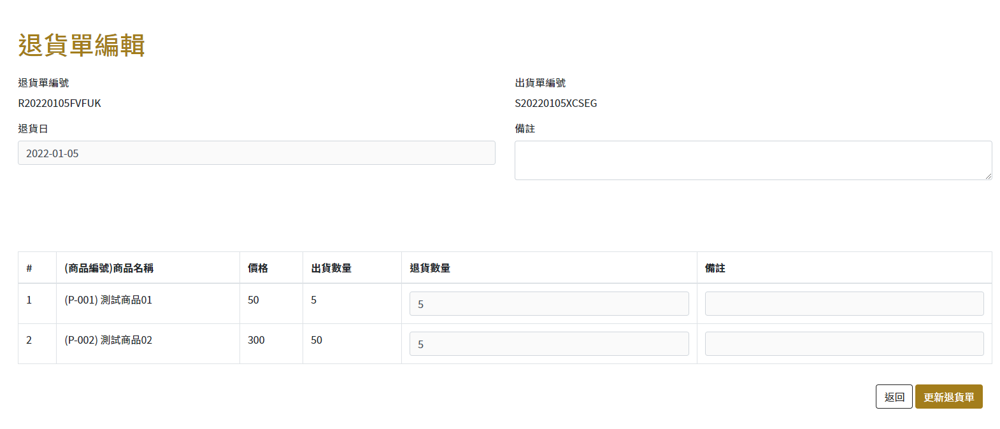 退貨單編輯
退貨單編號 出貨單編號
R20220105FVFUK S20220105XCSEG
退貨日 備註
2022-01-05
# (商品編號)商品名稱 價格 出貨數量 退貨數量 備註
1 (P-001) 測試商品01 50 5 5
2 (P-002) 測試商品02 300 50 5
返回 更新退貨單